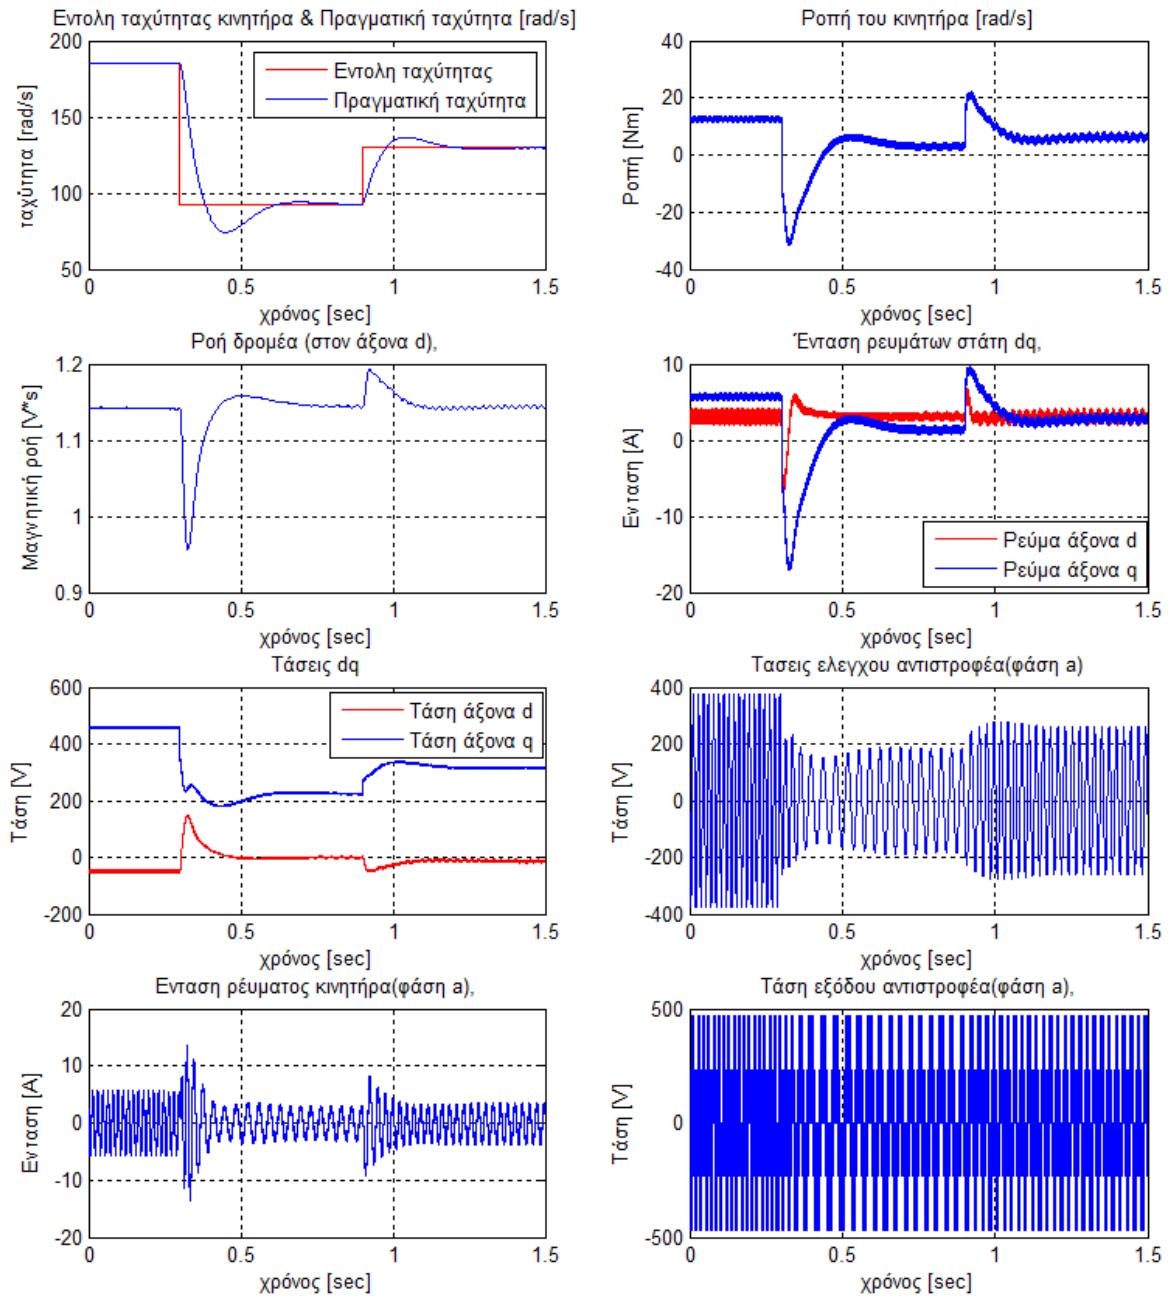 Εντολή ταχύτητας κινητήρα & Πραγματική ταχύτητα [rad/s]
200
150
100
50
ταχύτητα [rad/s]
Εντολη ταχύτητας
Πραγματική ταχύτητα
0
0.5
1
1.5
χρόνος [sec]
Ροπή του κινητήρα [rad/s]
40
20
0
-20
-40
Ροπή [Nm]
0
0.5
1
1.5
χρόνος [sec]
Ροή δρομέα (στον άξονα d),
1.2
1.1
1
0.9
Μαγνητική ροή [V*s]
0
0.5
1
1.5
χρόνος [sec]
Ένταση ρευμάτων στάτη dq,
10
0
-10
-20
Ενταση [A]
Ρεύμα άξονα d
Ρεύμα άξονα q
0
0.5
1
1.5
χρόνος [sec]
Τάσεις dq
600
400
200
0
-200
Τάση [V]
Τάση άξονα d
Τάση άξονα q
0
0.5
1
1.5
χρόνος [sec]
Τασεις ελεγχου αντιστροφέα(φάση a)
400
200
0
-200
-400
Τάση [V]
0
0.5
1
1.5
χρόνος [sec]
Ενταση ρέυματος κινητήρα(φάση a),
20
10
0
-10
-20
Ενταση [A]
0
0.5
1
1.5
χρόνος [sec]
Τάση εξόδου αντιστροφέα(φάση a),
500
0
-500
Τάση [V]
0
0.5
1
1.5
χρόνος [sec]